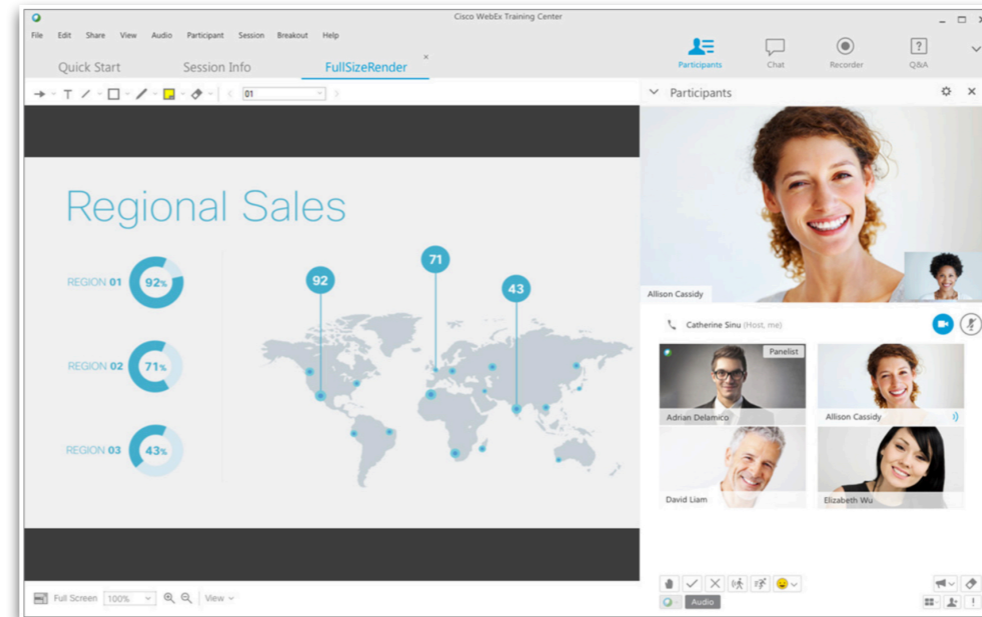 Cisco WebEx Training Center
File Edit Share View Audio Participant Session Breakout Help
Quick Start Session Info FullSizeRender
Participants Chat Recorder Q&A
T 01
Participants
Regional Sales
REGION 01 92%
REGION 02 71%
REGION 03 43%
92
71
43
Allison Cassidy
Catherine Sinu (Host, me)
Panelist
Adrian Delamico
Allison Cassidy
David Liam
Elizabeth Wu
Full Screen 100% View
Audio